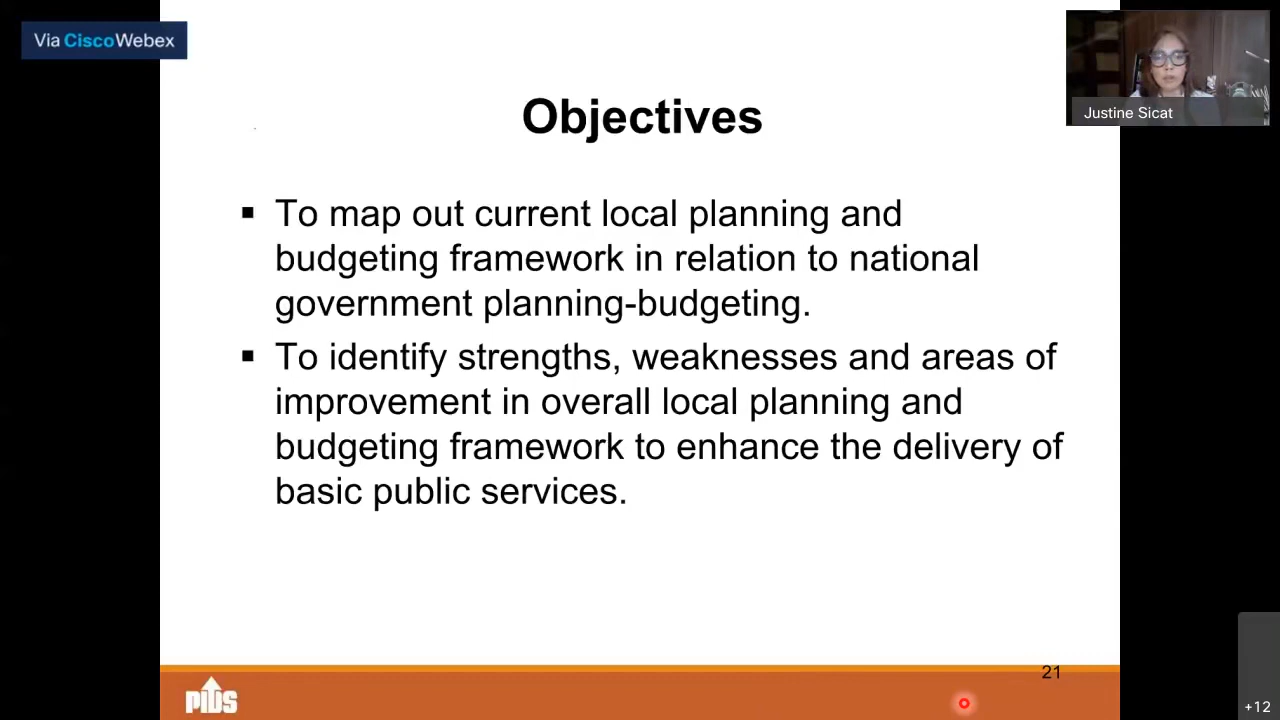 Via CiscoWebex
Justine Sicat
Objectives
▪ To map out current local planning and
budgeting framework in relation to national
government planning-budgeting.
▪ To identify strengths, weaknesses and areas of
improvement in overall local planning and
budgeting framework to enhance the delivery of
basic public services.
21
PIDS
+12